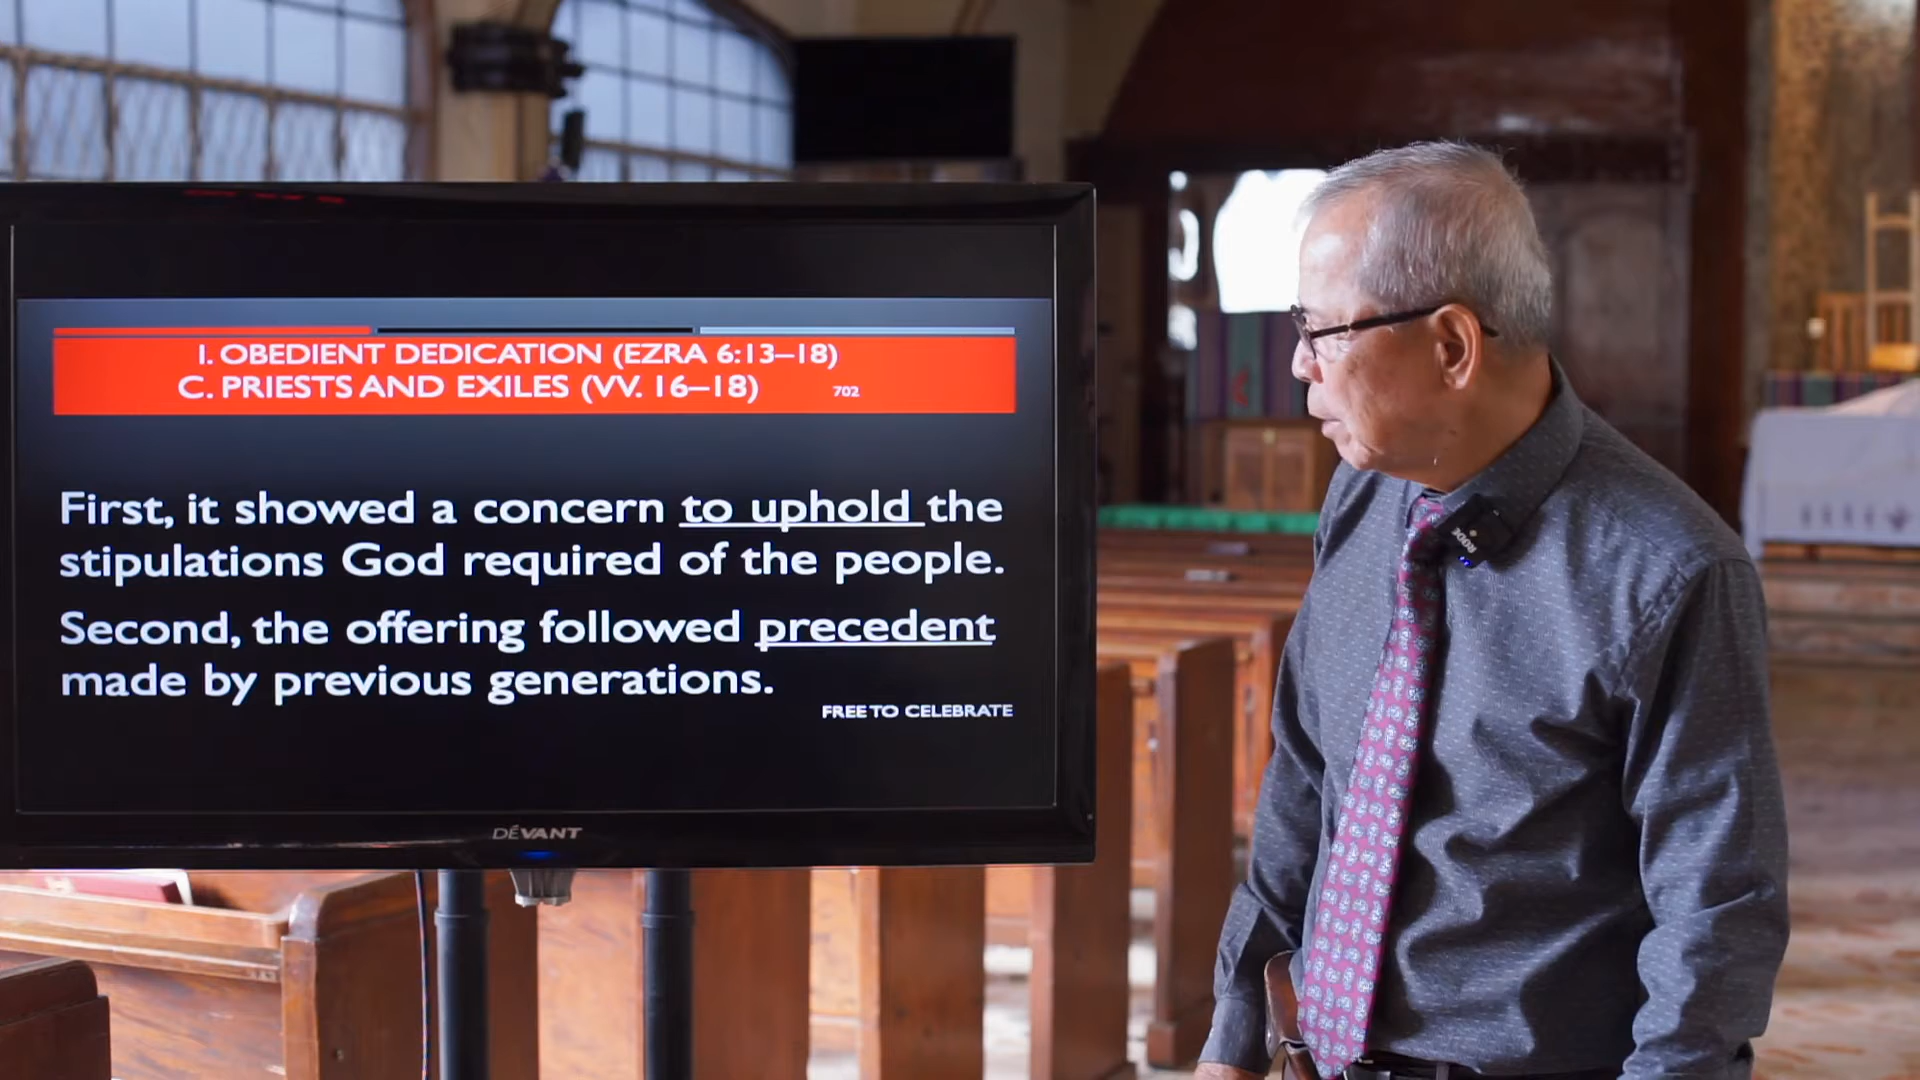 I. OBEDIENT DEDICATION (EZRA 6:13–18)
C. PRIESTS AND EXILES (VV. 16–18) 702
First, it showed a concern to uphold the
stipulations God required of the people.
Second, the offering followed precedent
made by previous generations.
FREE TO CELEBRATE
DÉVANT
RØDE